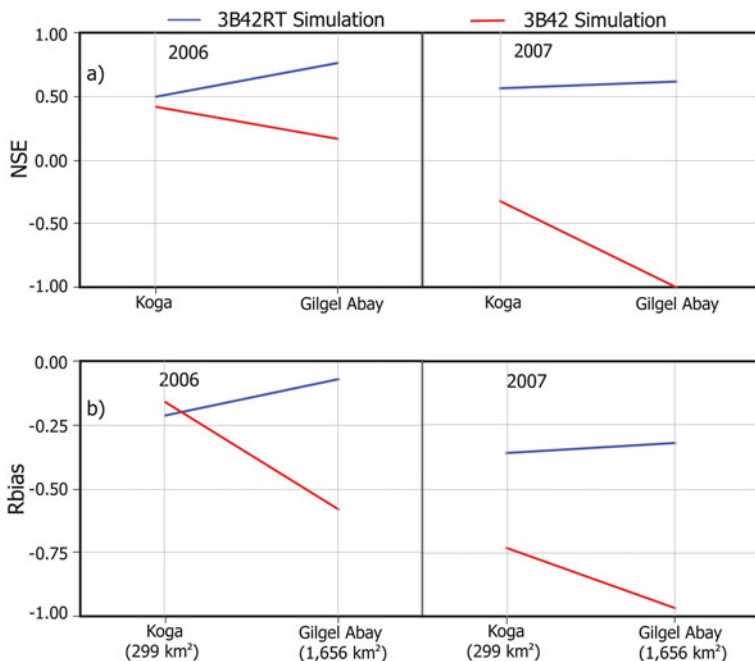 3B42RT Simulation 3B42 Simulation
1.00
a) 2006 2007
0.50
NSE
0.00
-0.50
-1.00
Koga Gilgel Abay Koga Gilgel Abay
0.00
2006 2007
b)
-0.25
Rbias
-0.50
-0.75
-1.00
Koga Gilgel Abay Koga Gilgel Abay
(299 km²) (1,656 km²) (299 km²) (1,656 km²)